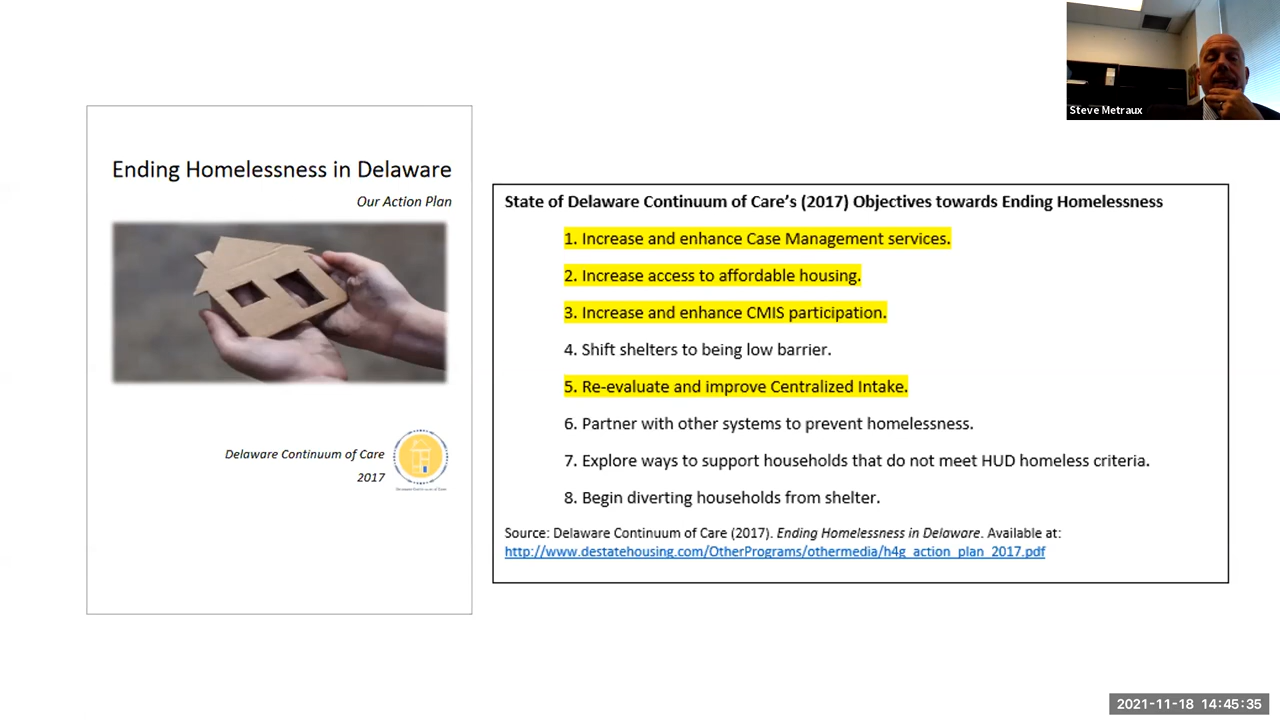 Steve Metraux
Ending Homelessness in Delaware
Our Action Plan
Delaware Continuum of Care
2017
Delaware Continuum of Care
State of Delaware Continuum of Care's (2017) Objectives towards Ending Homelessness
1. Increase and enhance Case Management services.
2. Increase access to affordable housing.
3. Increase and enhance CMIS participation.
4. Shift shelters to being low barrier.
5. Re-evaluate and improve Centralized Intake.
6. Partner with other systems to prevent homelessness.
7. Explore ways to support households that do not meet HUD homeless criteria.
8. Begin diverting households from shelter.
Source: Delaware Continuum of Care (2017). Ending Homelessness in Delaware. Available at:
http://www.destatehousing.com/OtherPrograms/othermedia/h4g_action_plan_2017.pdf
2021-11-18 14:45:35